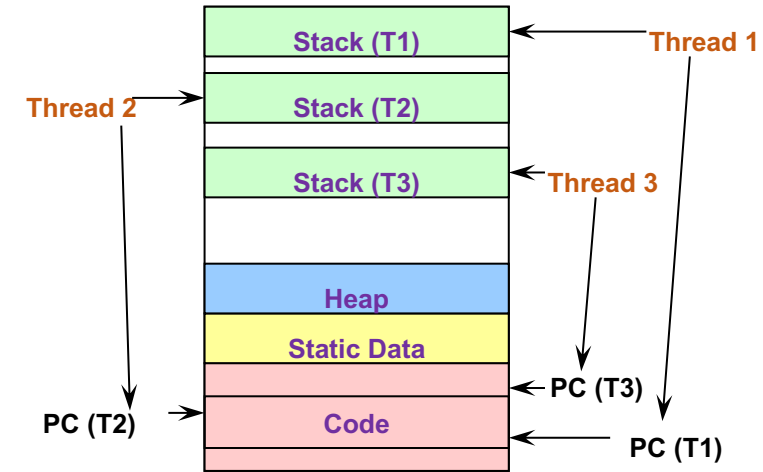 Stack (T1)
Thread 1
Thread 2
Stack (T2)
Stack (T3)
Thread 3
Heap
Static Data
PC (T3)
PC (T2)
Code
PC (T1)